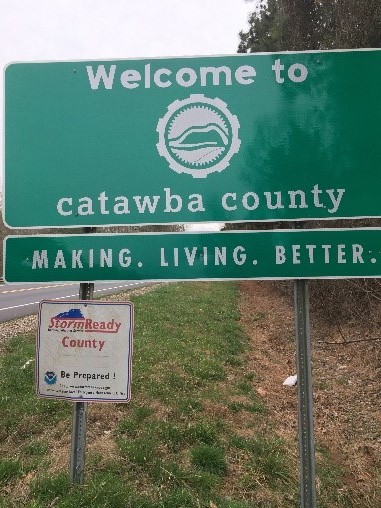 Welcome to
catawba county
MAKING. LIVING. BETTER.
StormReady
County
Be Prepared !